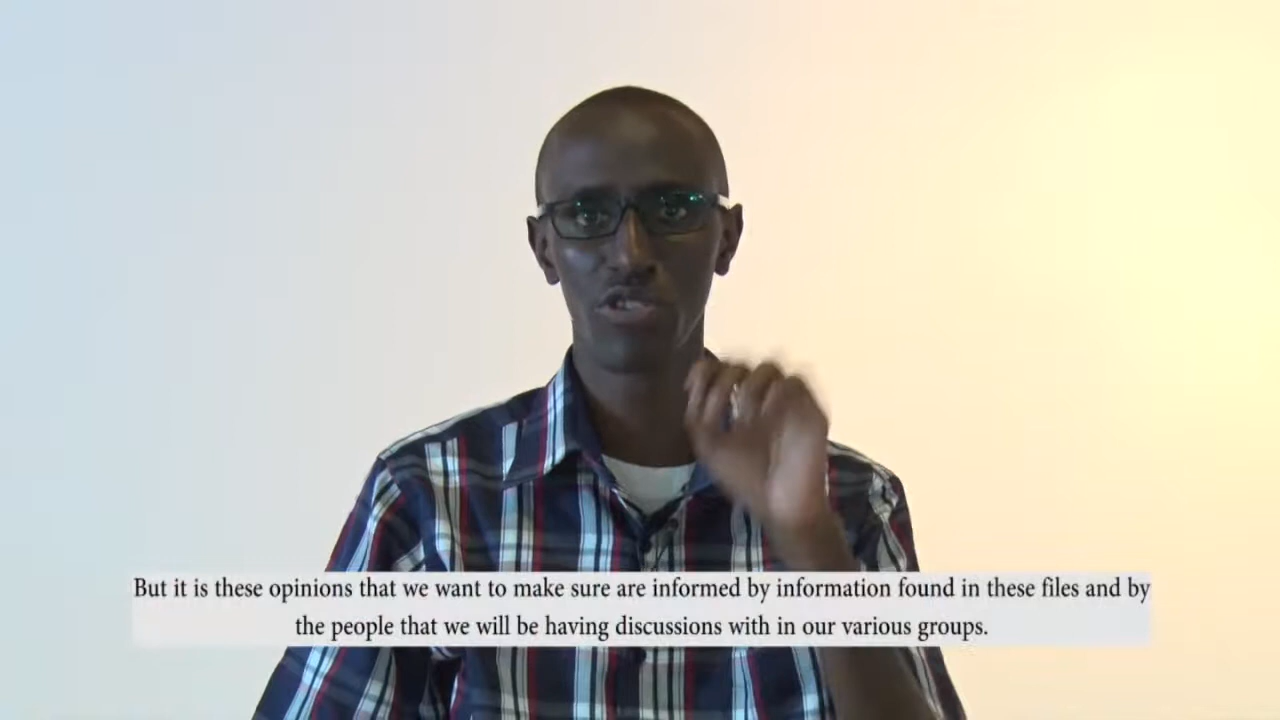 But it is these opinions that we want to make sure are informed by information found in these files and by
the people that we will be having discussions with in our various groups.